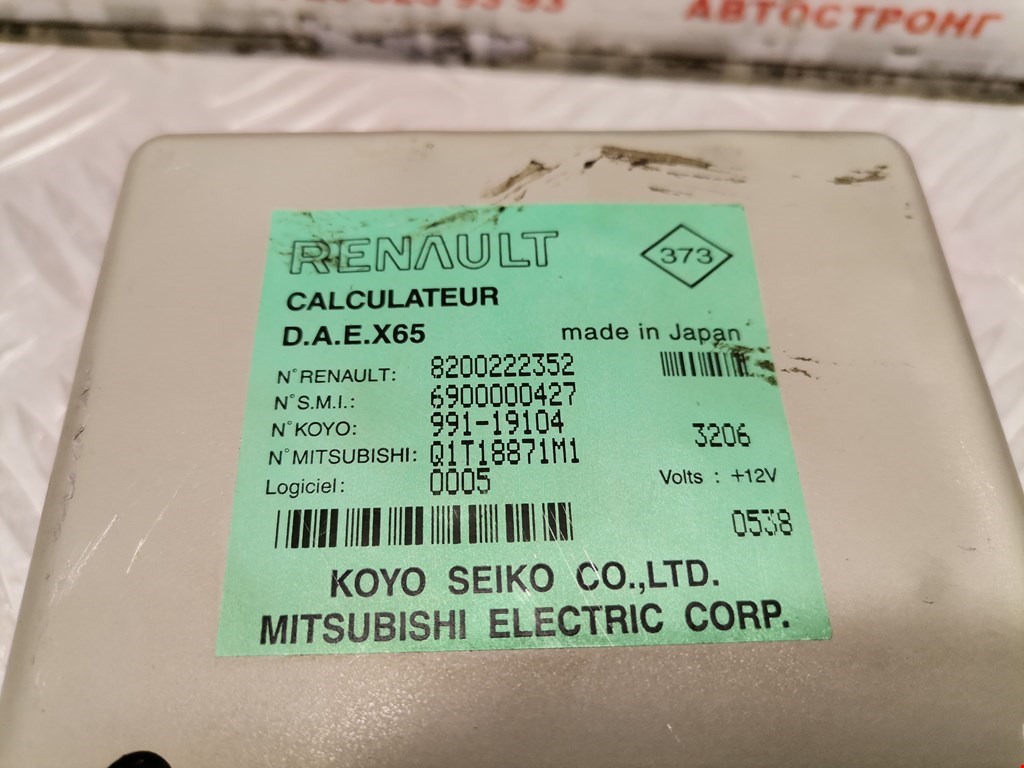 АВТОСТРОНГ
RENAULT
373
CALCULATEUR
D.A.E.X65
made in Japan
N°RENAULT: 8200222352
N°S.M.I.: 6900000427
N°KOYO: 991-19104
3206
N°MITSUBISHI: Q1T18871M1
Logiciel: 0005
Volts : +12V
0538
KOYO SEIKO CO.,LTD.
MITSUBISHI ELECTRIC CORP.